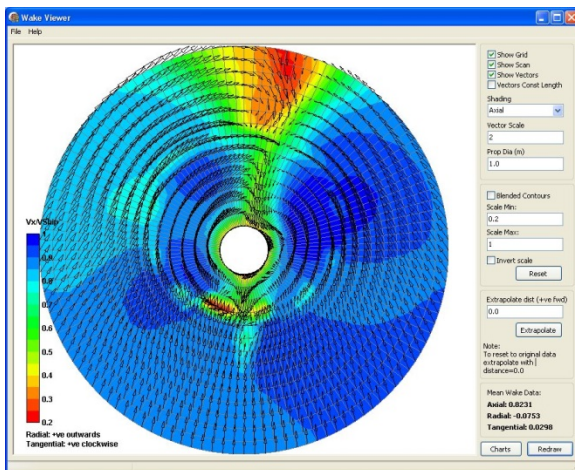 Wake Viewer
File Help
Show Grid
Show Scan
Show Vectors
Vectors Const Length
Shading
Axial
Vector Scale
2
Prop Dia (m)
1.0
Blended Contours
Scale Min:
0.2
Scale Max:
1
Invert scale
Reset
Extrapolate dist (+ve fwd)
0.0
Extrapolate
Note:
To reset to original data
extrapolate with |
distance=0.0
Mean Wake Data:
Axial: 0.8231
Radial: -0.0753
Tangential: 0.0298
Charts Redraw
Vx/VShip
1
0.9
0.8
0.7
0.6
0.5
0.4
0.3
0.2
Radial: +ve outwards
Tangential: +ve clockwise